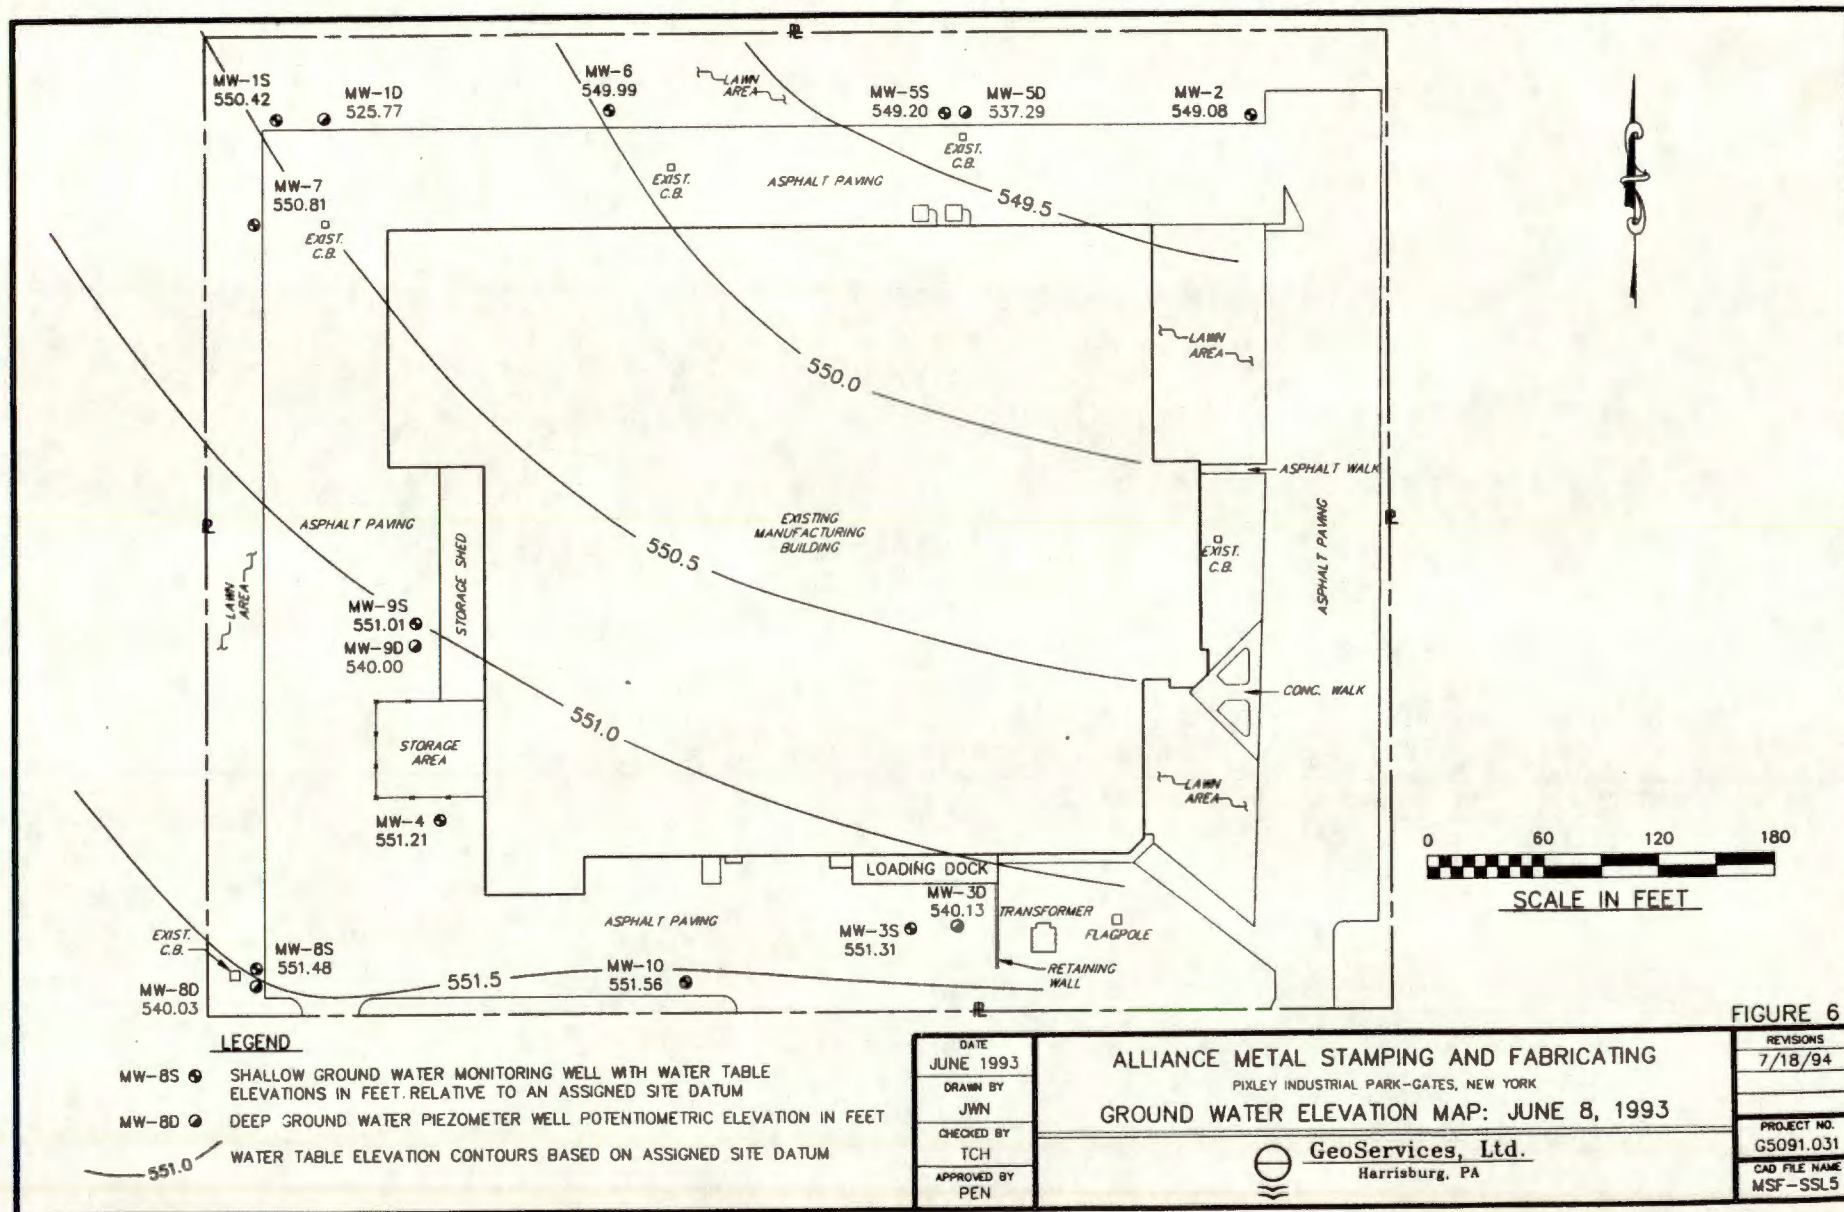 MW-1S
550.42
MW-1D
525.77
MW-6
549.99
LAWN
AREA
MW-5S
549.20
MW-5D
537.29
MW-2
549.08
EXIST.
C.B.
EXIST.
C.B.
ASPHALT PAVING
549.5
MW-7
550.81
EXIST.
C.B.
LAWN
AREA
550.0
ASPHALT WALK
ASPHALT PAVING
EXISTING
MANUFACTURING
BUILDING
ASPHALT PAVING
STORAGE SHED
550.5
EXIST.
C.B.
LAWN
AREA
MW-9S
551.01
MW-9D
540.00
CONC. WALK
551.0
STORAGE
AREA
LAWN
AREA
MW-4
551.21
0 60 120 180
SCALE IN FEET
LOADING DOCK
MW-3D
540.13
ASPHALT PAVING
MW-3S
551.31
TRANSFORMER
FLAGPOLE
EXIST.
C.B.
MW-8S
551.48
MW-8D
540.03
551.5
MW-10
551.56
RETAINING
WALL
FIGURE 6
LEGEND
MW-8S SHALLOW GROUND WATER MONITORING WELL WITH WATER TABLE
ELEVATIONS IN FEET RELATIVE TO AN ASSIGNED SITE DATUM
MW-8D DEEP GROUND WATER PIEZOMETER WELL POTENTIOMETRIC ELEVATION IN FEET
551.0 WATER TABLE ELEVATION CONTOURS BASED ON ASSIGNED SITE DATUM
DATE
JUNE 1993
DRAWN BY
JWN
CHECKED BY
TCH
APPROVED BY
PEN
ALLIANCE METAL STAMPING AND FABRICATING
PIXLEY INDUSTRIAL PARK-GATES, NEW YORK
GROUND WATER ELEVATION MAP: JUNE 8, 1993
GeoServices, Ltd.
Harrisburg, PA
REVISIONS
7/18/94
PROJECT NO.
G5091.031
CAD FILE NAME
MSF-SSL5